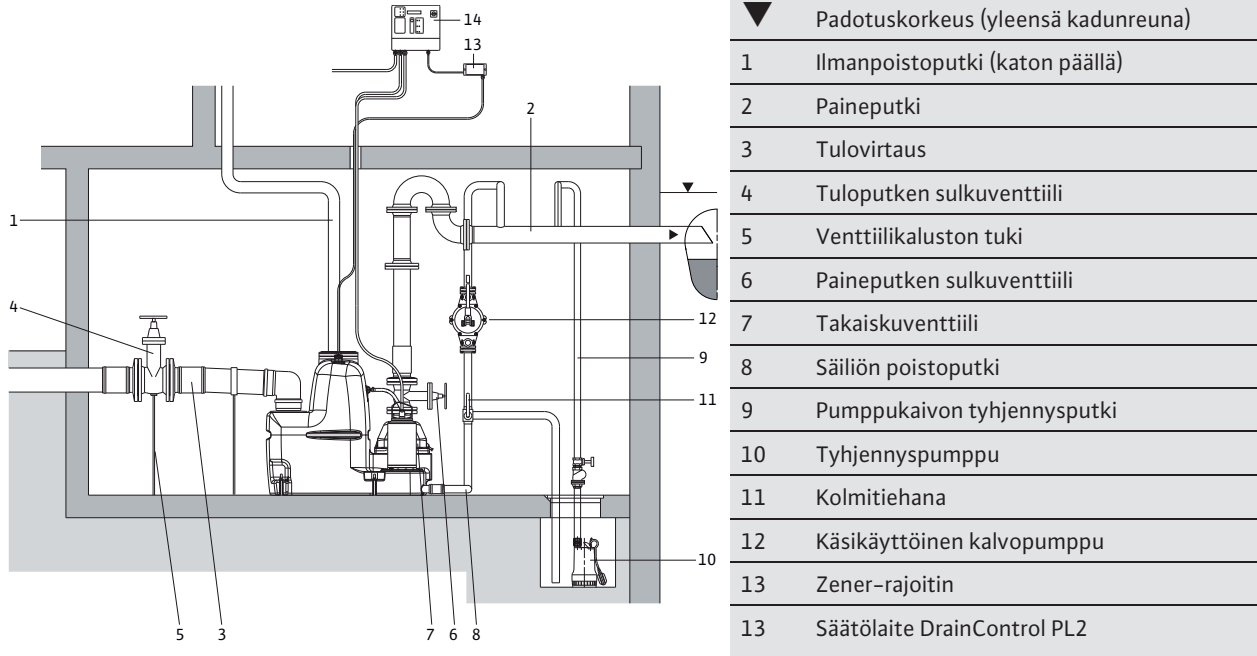 14
13
2
1
4
12
9
11
10
5 3 7 6 8
▼ Padotuskorkeus (yleensä kadunreuna)
1 Ilmanpoistoputki (katon päällä)
2 Paineputki
3 Tulovirtaus
4 Tuloputken sulkuventtiili
5 Venttiilikaluston tuki
6 Paineputken sulkuventtiili
7 Takaiskuventtiili
8 Säiliön poistoputki
9 Pumppukaivon tyhjennysputki
10 Tyhjennyspumppu
11 Kolmitiehana
12 Käsikäyttöinen kalvopumppu
13 Zener-rajoitin
13 Säätölaite DrainControl PL2